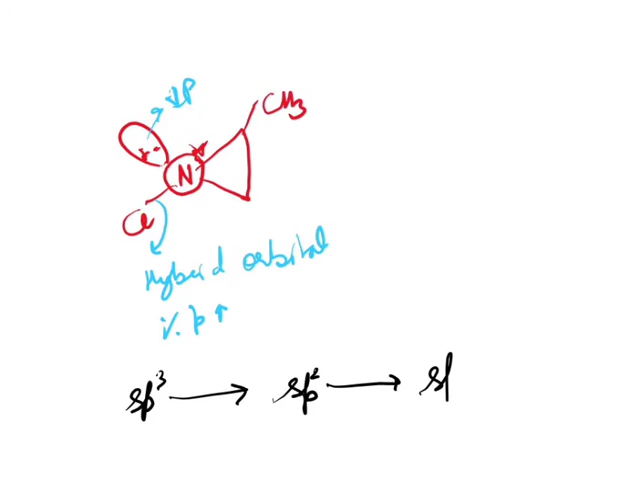 lP
CH3
N
Cl
Hybrid orbital
%. p ↑
sp³ → sp² → sp